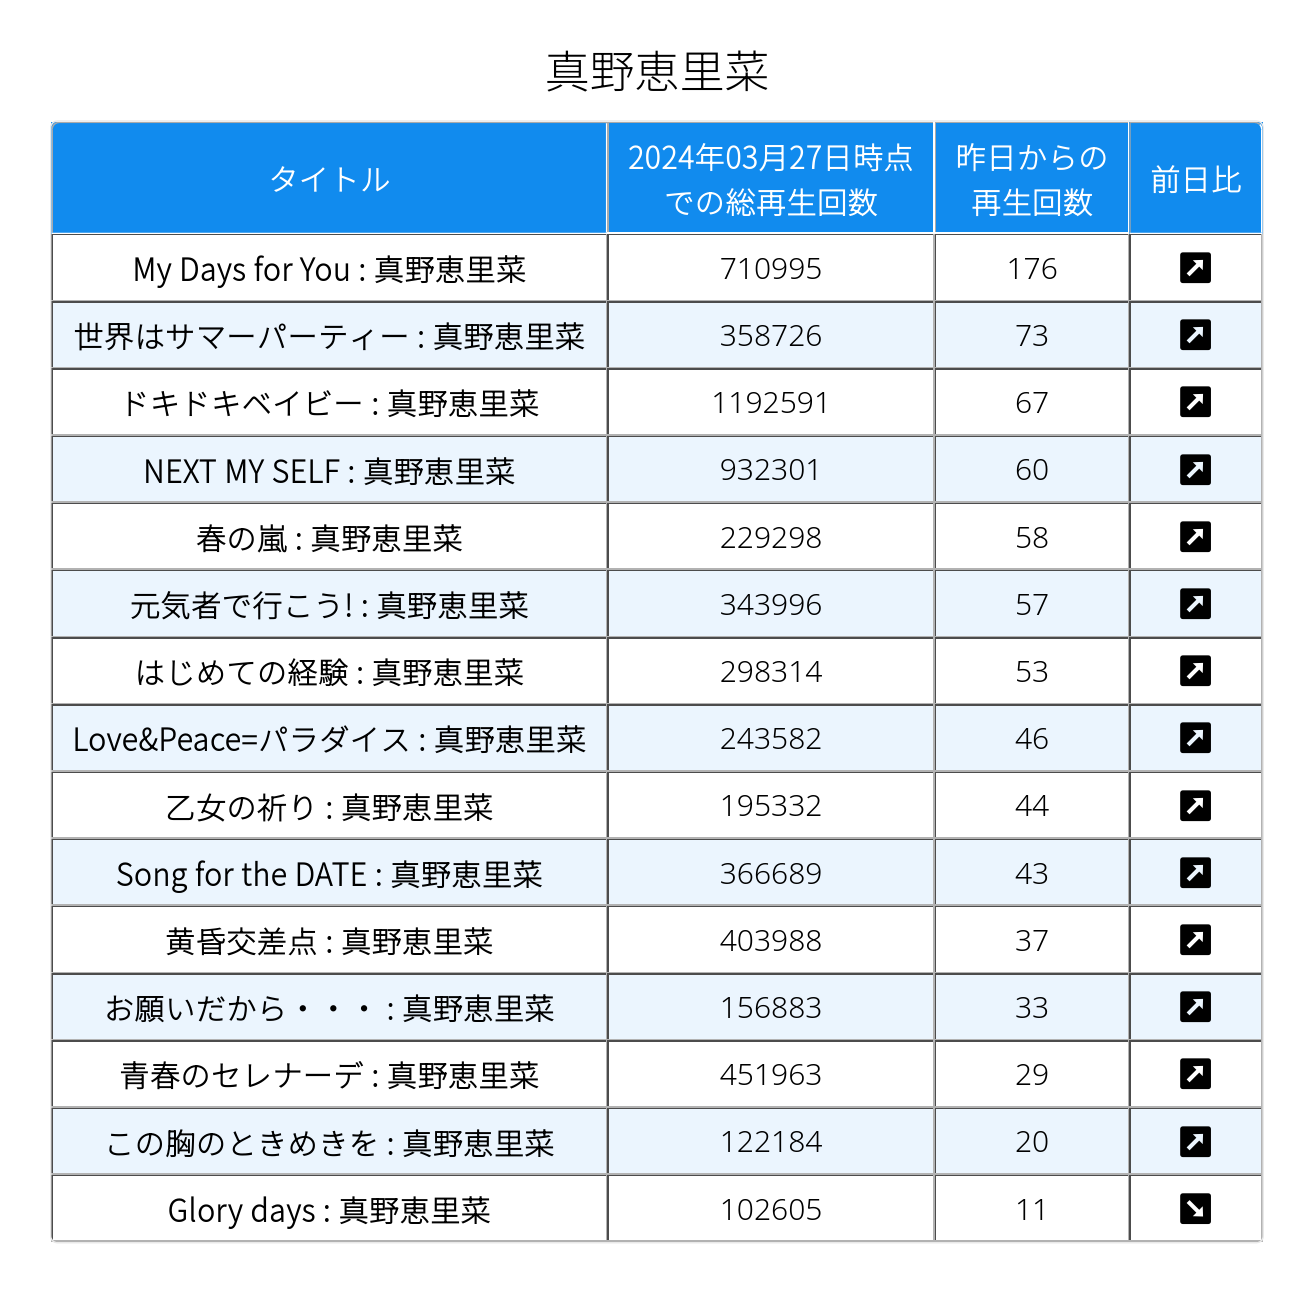 真野恵里菜
タイトル 2024年03月27日時点での総再生回数 昨日からの再生回数 前日比
My Days for You : 真野恵里菜 710995 176
世界はサマーパーティー : 真野恵里菜 358726 73
ドキドキベイビー : 真野恵里菜 1192591 67
NEXT MY SELF : 真野恵里菜 932301 60
春の嵐 : 真野恵里菜 229298 58
元気者で行こう! : 真野恵里菜 343996 57
はじめての経験 : 真野恵里菜 298314 53
Love&Peace=パラダイス : 真野恵里菜 243582 46
乙女の祈り : 真野恵里菜 195332 44
Song for the DATE : 真野恵里菜 366689 43
黄昏交差点 : 真野恵里菜 403988 37
お願いだから・・・ : 真野恵里菜 156883 33
青春のセレナーデ : 真野恵里菜 451963 29
この胸のときめきを : 真野恵里菜 122184 20
Glory days : 真野恵里菜 102605 11